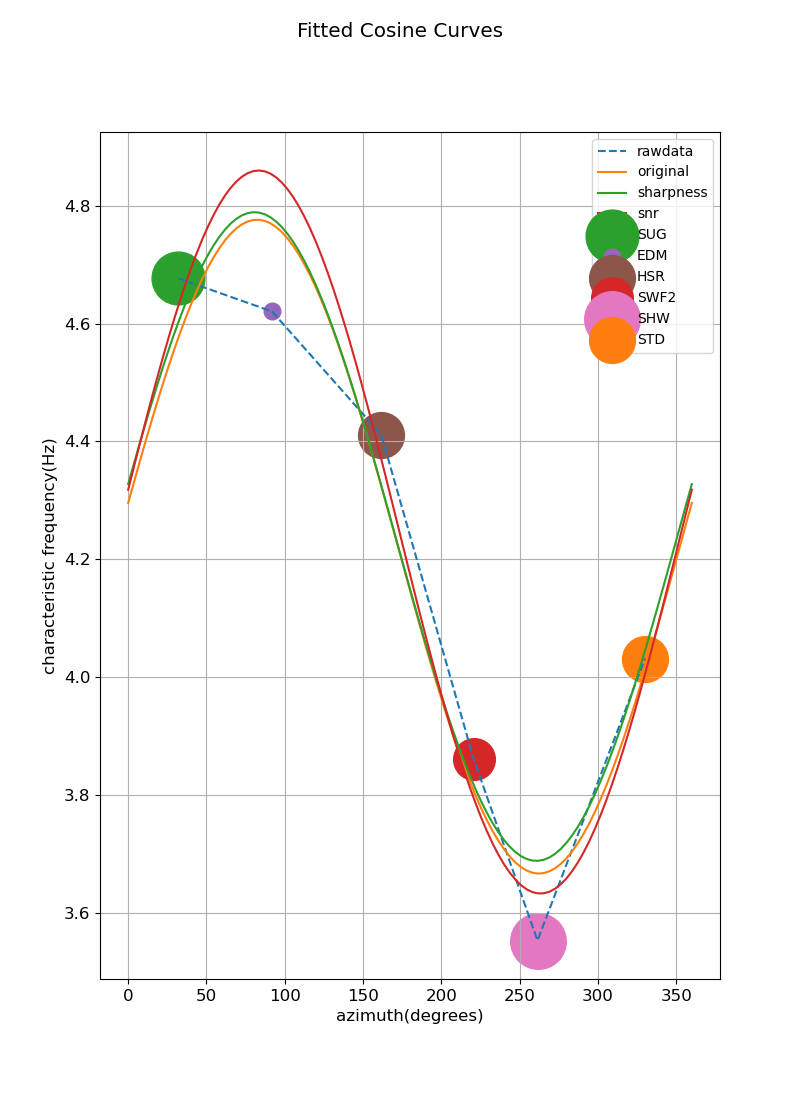 Fitted Cosine Curves
rawdata
original
sharpness
snr
SUG
EDM
HSR
SWF2
SHW
STD
characteristic frequency(Hz)
4.8
4.6
4.4
4.2
4.0
3.8
3.6
0 50 100 150 200 250 300 350
azimuth(degrees)